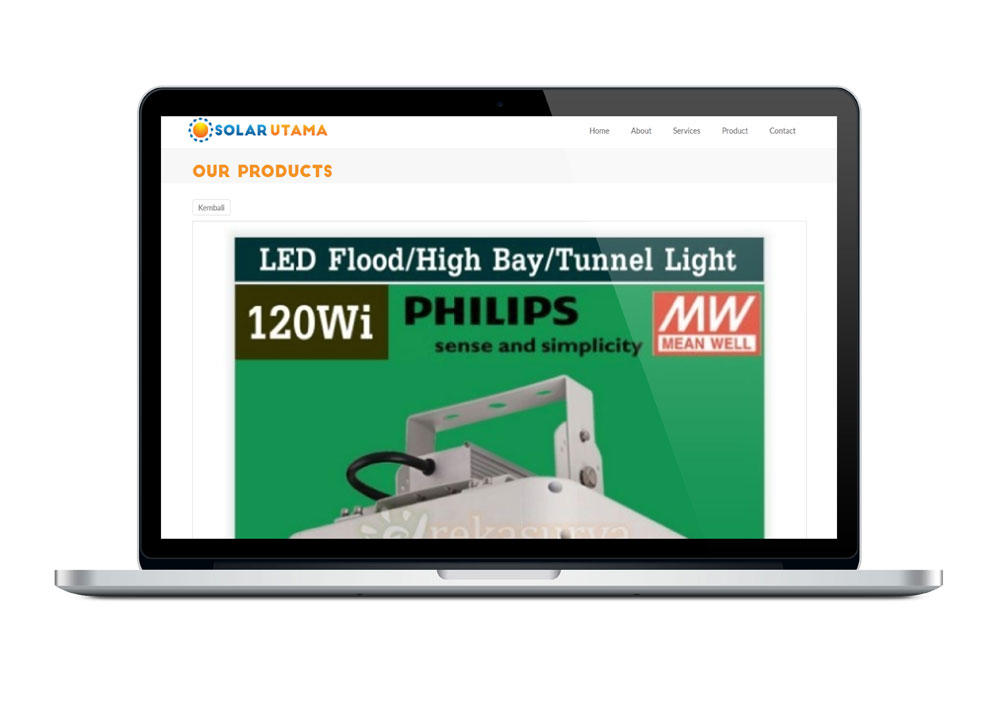 SOLAR UTAMA
Home About Services Product Contact
OUR PRODUCTS
Kembali
LED Flood/High Bay/Tunnel Light
120Wi
PHILIPS
sense and simplicity
MW
MEAN WELL
rekasurya